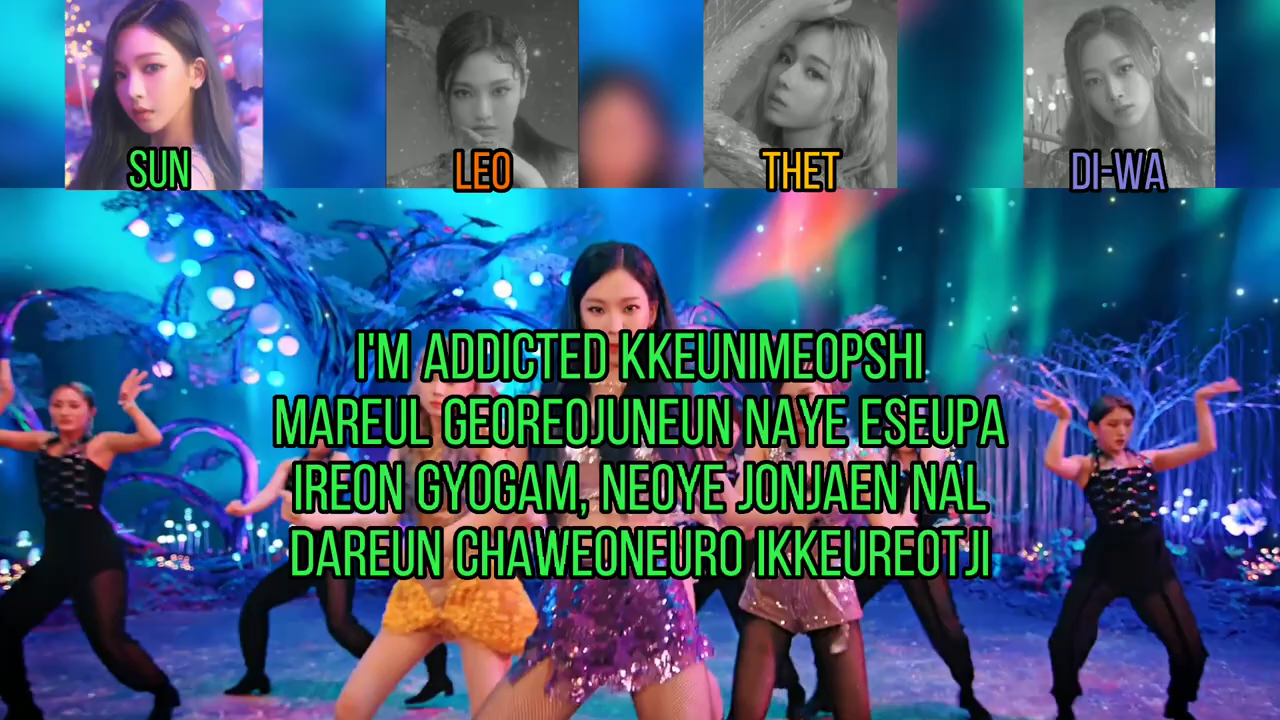 SUN
LEO
THET
DI-WA
I'M ADDICTED KKEUNIMEOPSHI
MAREUL GEOREOJUNEUN NAYE ESEUPA
IREON GYOGAM, NEOYE JONJAEN NAL
DAREUN CHAWEONEURO IKKEUREOTJI